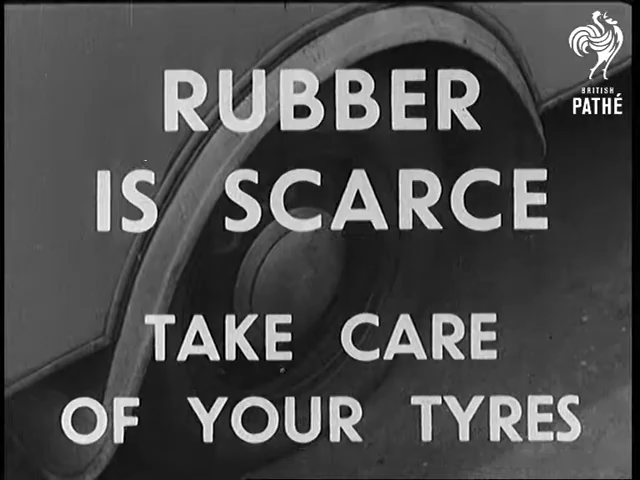 RUBBER
IS SCARCE
TAKE CARE
OF YOUR TYRES
BRITISH
PATHÉ